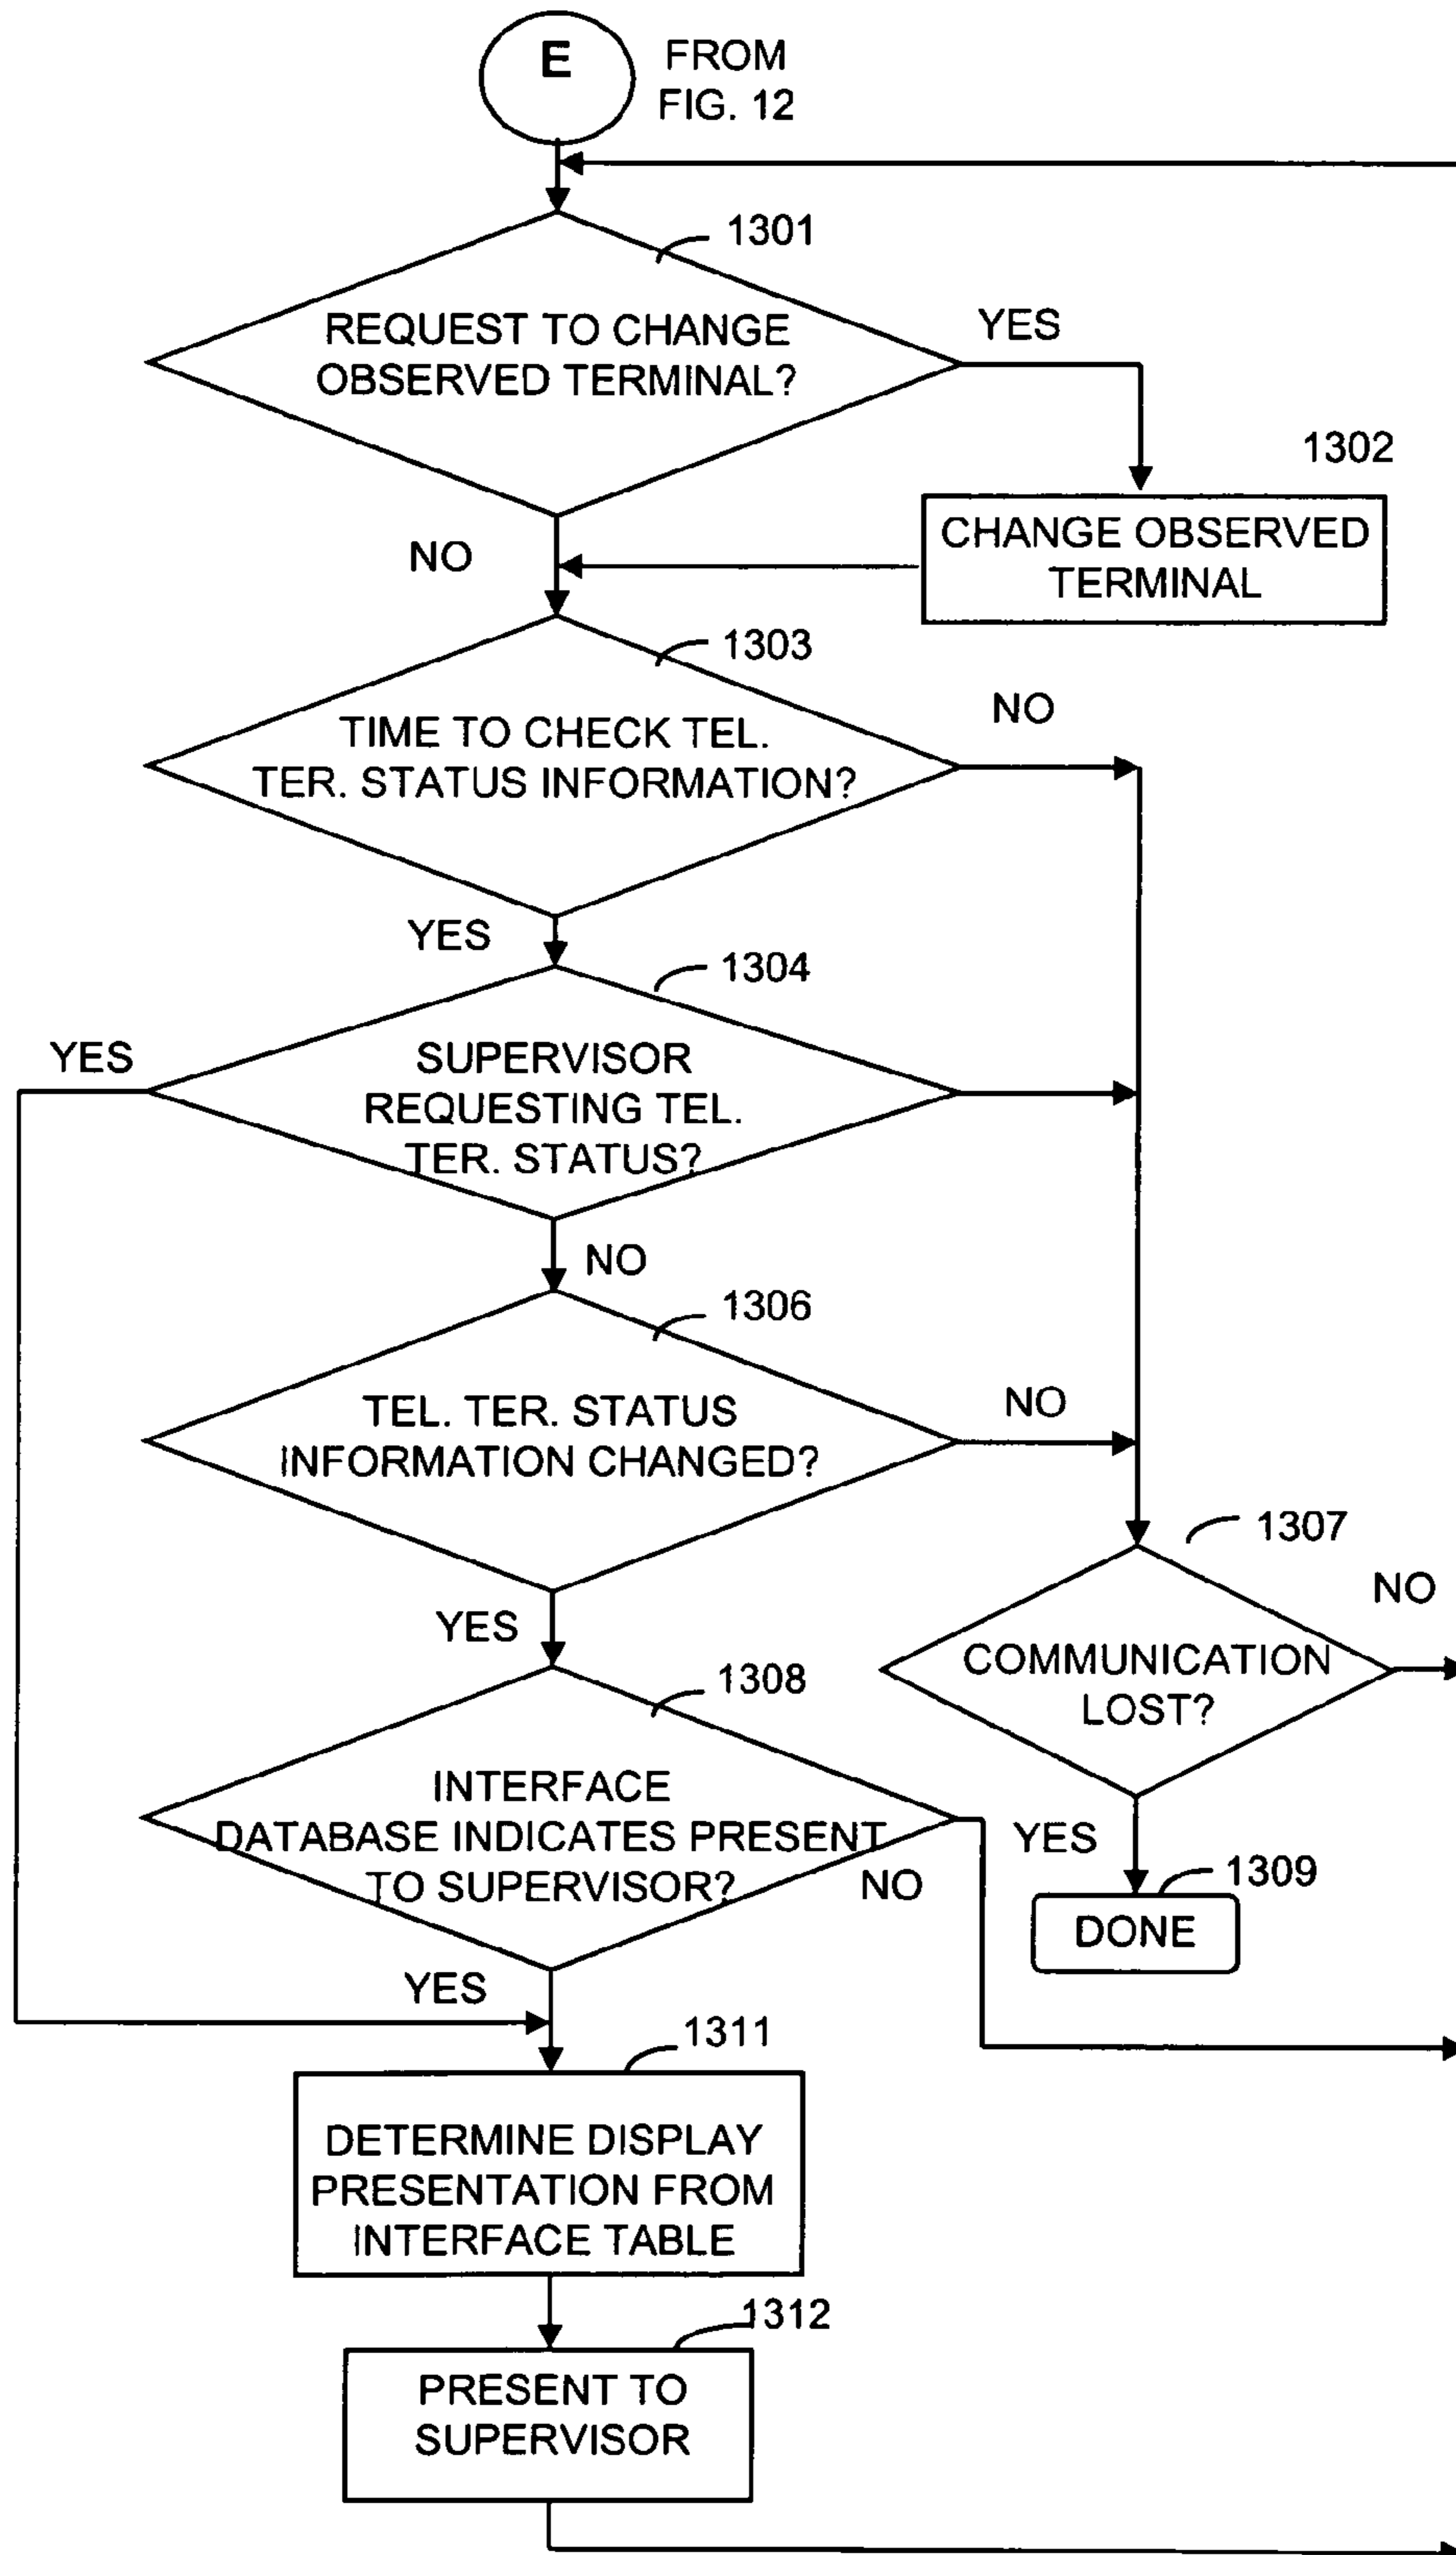 E
FROM
FIG. 12
1301
REQUEST TO CHANGE
OBSERVED TERMINAL?
YES
1302
CHANGE OBSERVED
TERMINAL
NO
1303
TIME TO CHECK TEL.
TER. STATUS INFORMATION?
NO
YES
1304
YES
SUPERVISOR
REQUESTING TEL.
TER. STATUS?
NO
1306
TEL. TER. STATUS
INFORMATION CHANGED?
NO
1307
NO
COMMUNICATION
LOST?
YES
1308
INTERFACE
DATABASE INDICATES PRESENT
TO SUPERVISOR?
NO
YES
1309
DONE
YES
1311
DETERMINE DISPLAY
PRESENTATION FROM
INTERFACE TABLE
1312
PRESENT TO
SUPERVISOR